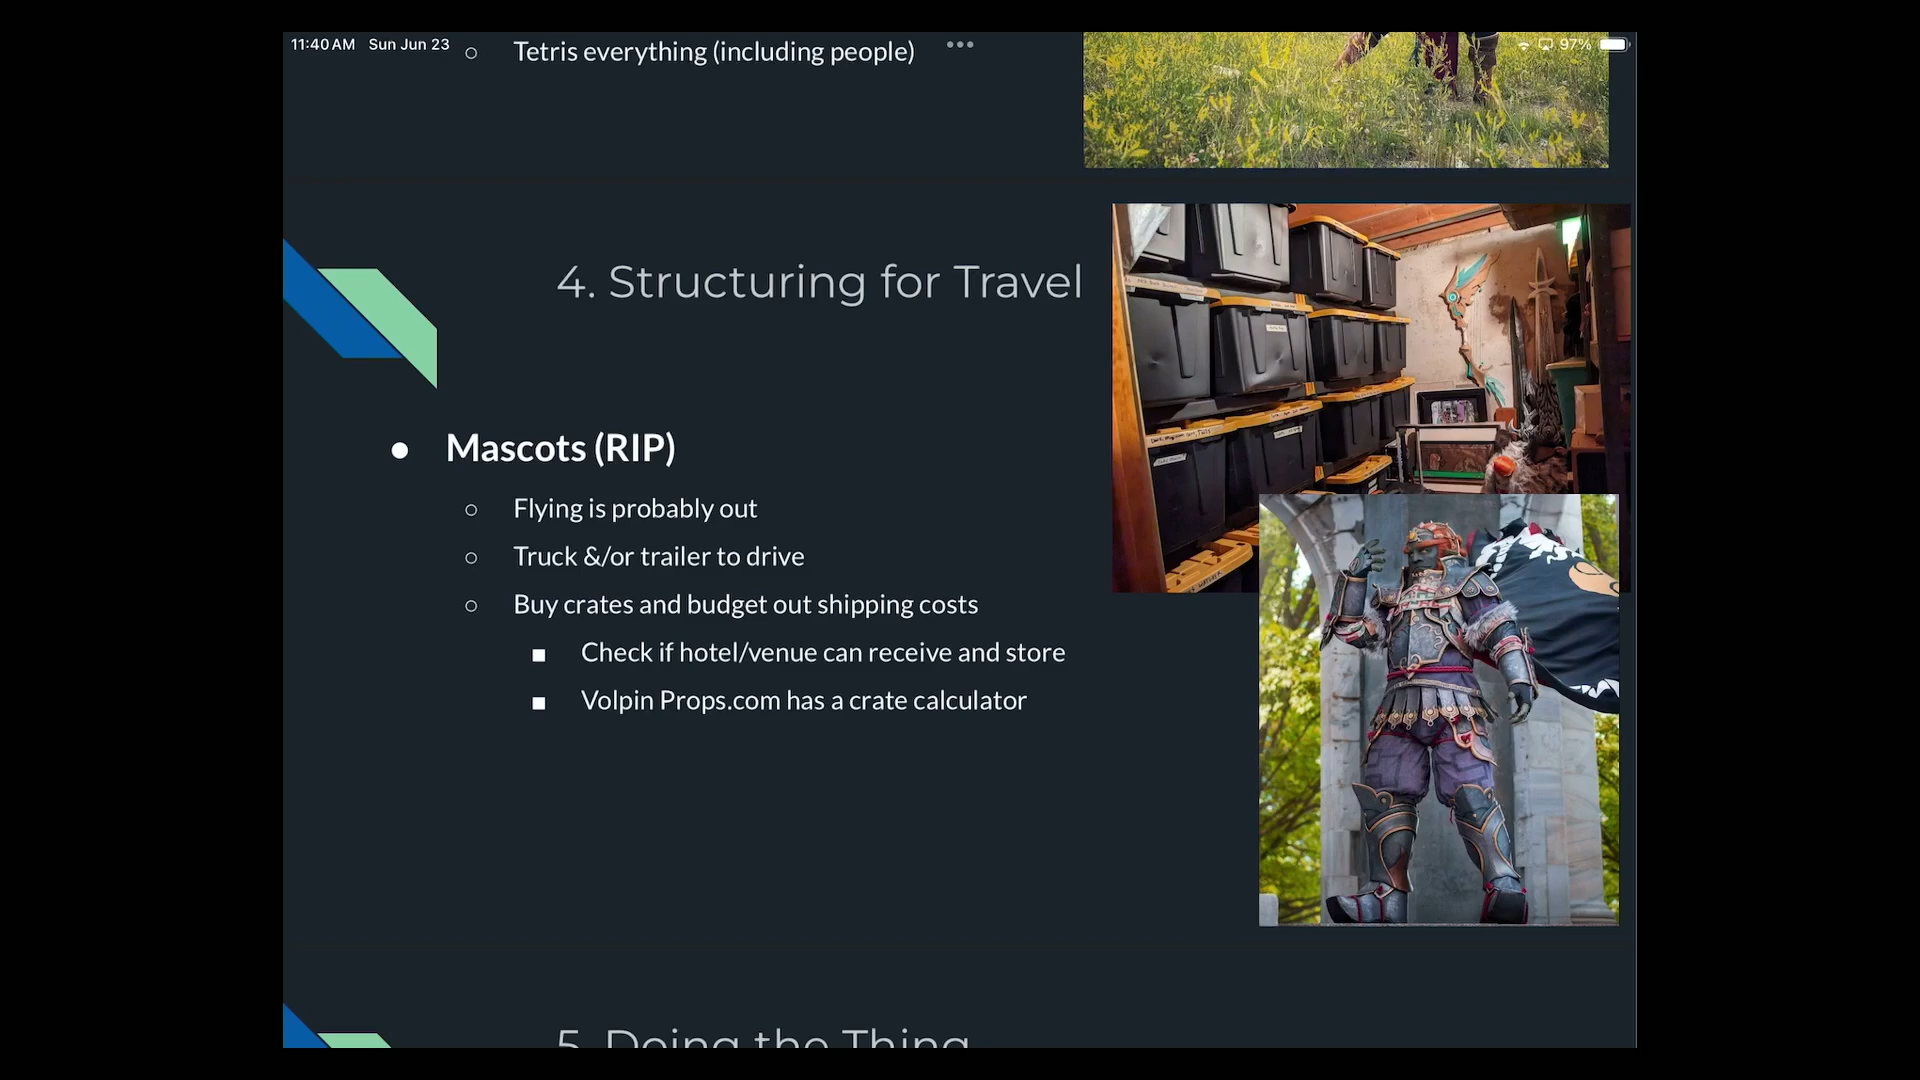 11:40 AM Sun Jun 23
97%
○ Tetris everything (including people)
4. Structuring for Travel
● Mascots (RIP)
○ Flying is probably out
○ Truck &/or trailer to drive
○ Buy crates and budget out shipping costs
■ Check if hotel/venue can receive and store
■ Volpin Props.com has a crate calculator
5. Doing the Thing